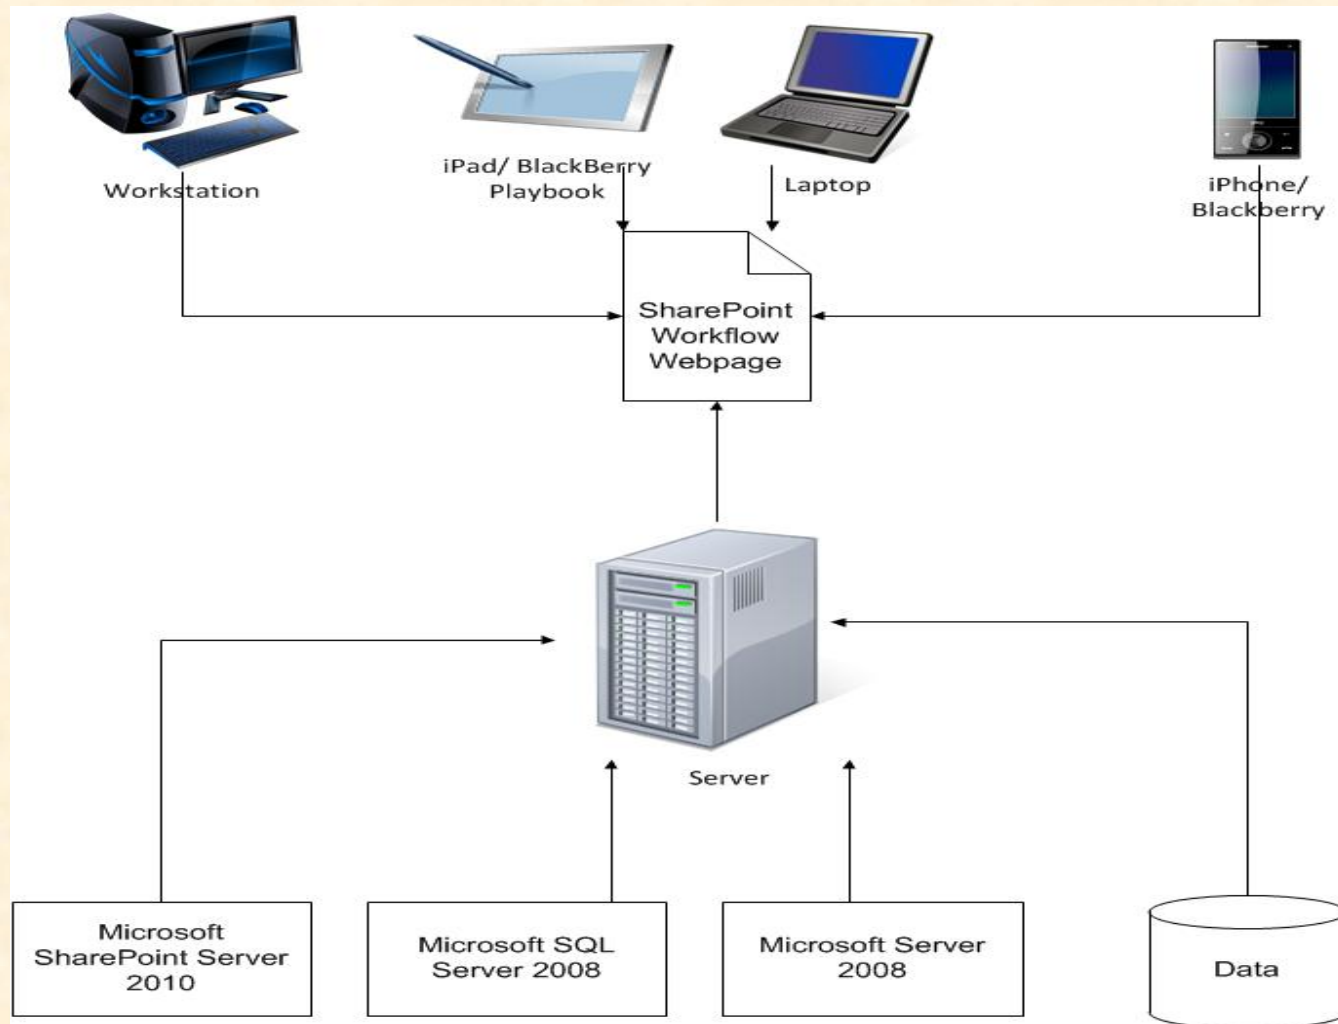 Workstation
iPad/ BlackBerry
Playbook
Laptop
iPhone/
Blackberry
SharePoint
Workflow
Webpage
Server
Microsoft
SharePoint Server
2010
Microsoft SQL
Server 2008
Microsoft Server
2008
Data